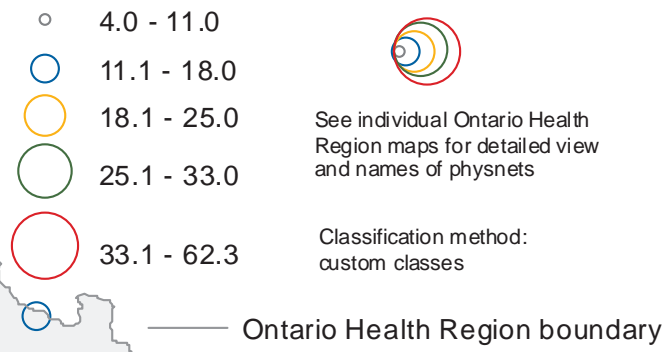 4.0 - 11.0
11.1 - 18.0
18.1 - 25.0
25.1 - 33.0
33.1 - 62.3
See individual Ontario Health
Region maps for detailed view
and names of physnets
Classification method:
custom classes
Ontario Health Region boundary